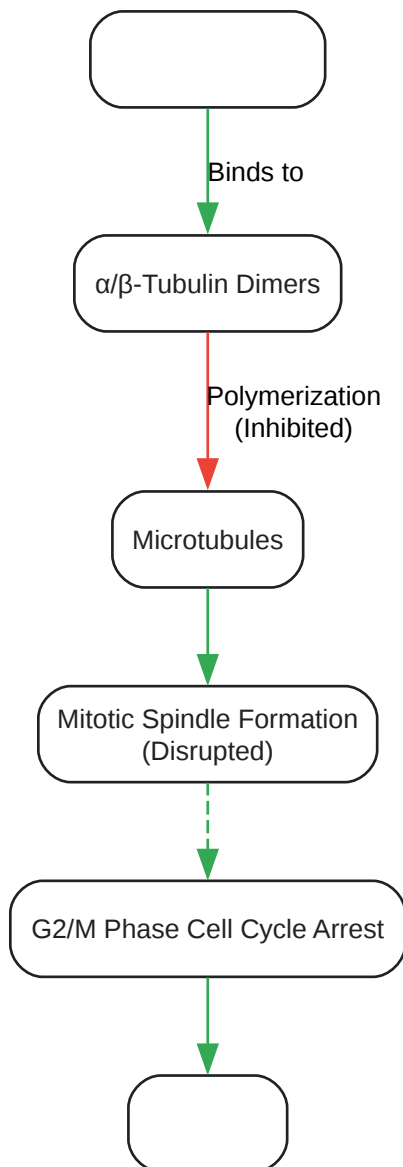 Binds to
α/β-Tubulin Dimers
Polymerization
(Inhibited)
Microtubules
Mitotic Spindle Formation
(Disrupted)
G2/M Phase Cell Cycle Arrest